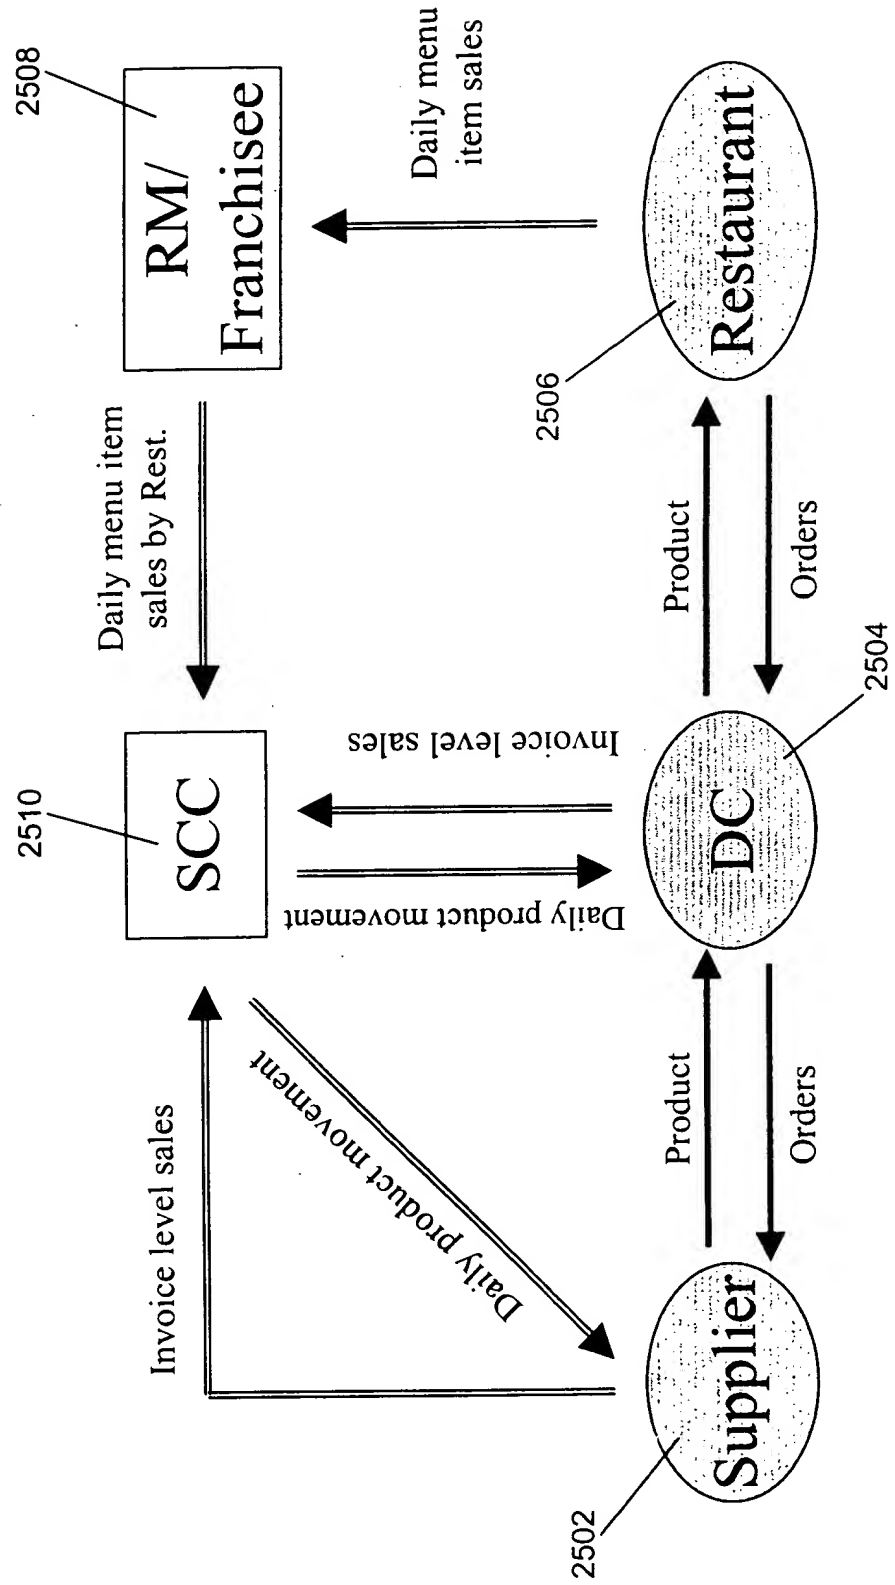 2510
SCC
Daily menu item
sales by Rest.
2508
RM/
Franchisee
Invoice level sales
Daily product movement
Daily product movement
Invoice level sales
Daily menu
item sales
2502
Supplier
Product
Orders
DC
2504
Product
Orders
2506
Restaurant